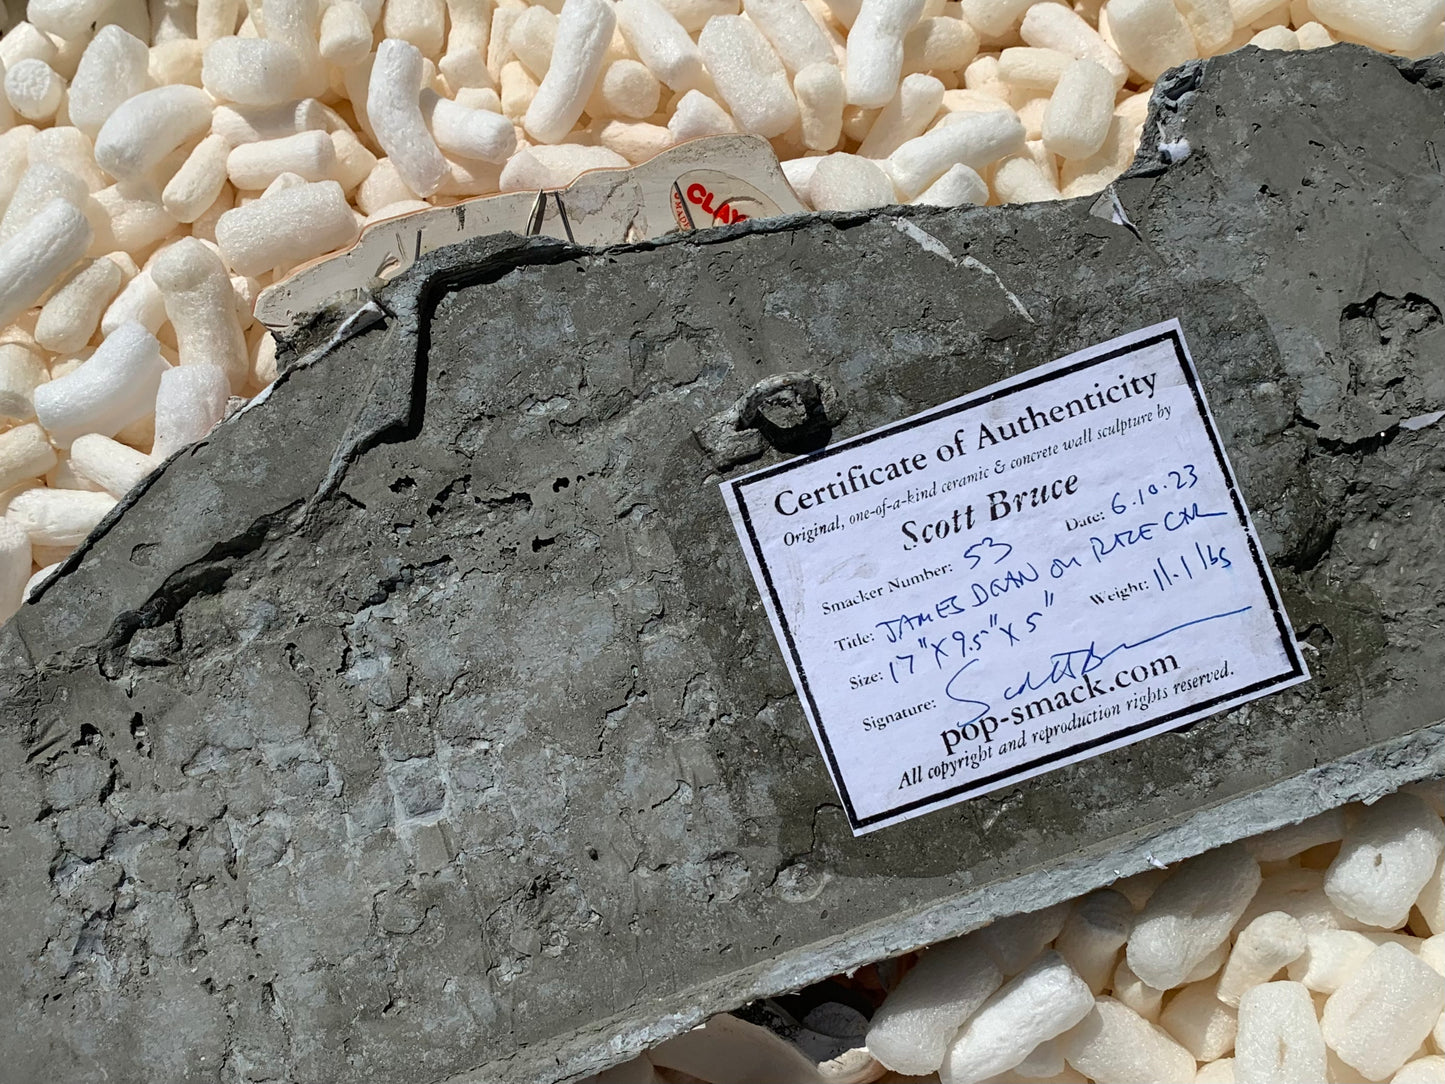 CLAY
Certificate of Authenticity
Original, one-of-a-kind ceramic & concrete wall sculpture by
Scott Bruce
Smacker Number: 53 Date: 6.10.23
Title: JAMES DEAN ON RACE CAR
Size: 17" X 9.5" X 5" Weight: 11.1 lbs
Signature: Scott Bruce
pop-smack.com
All copyright and reproduction rights reserved.